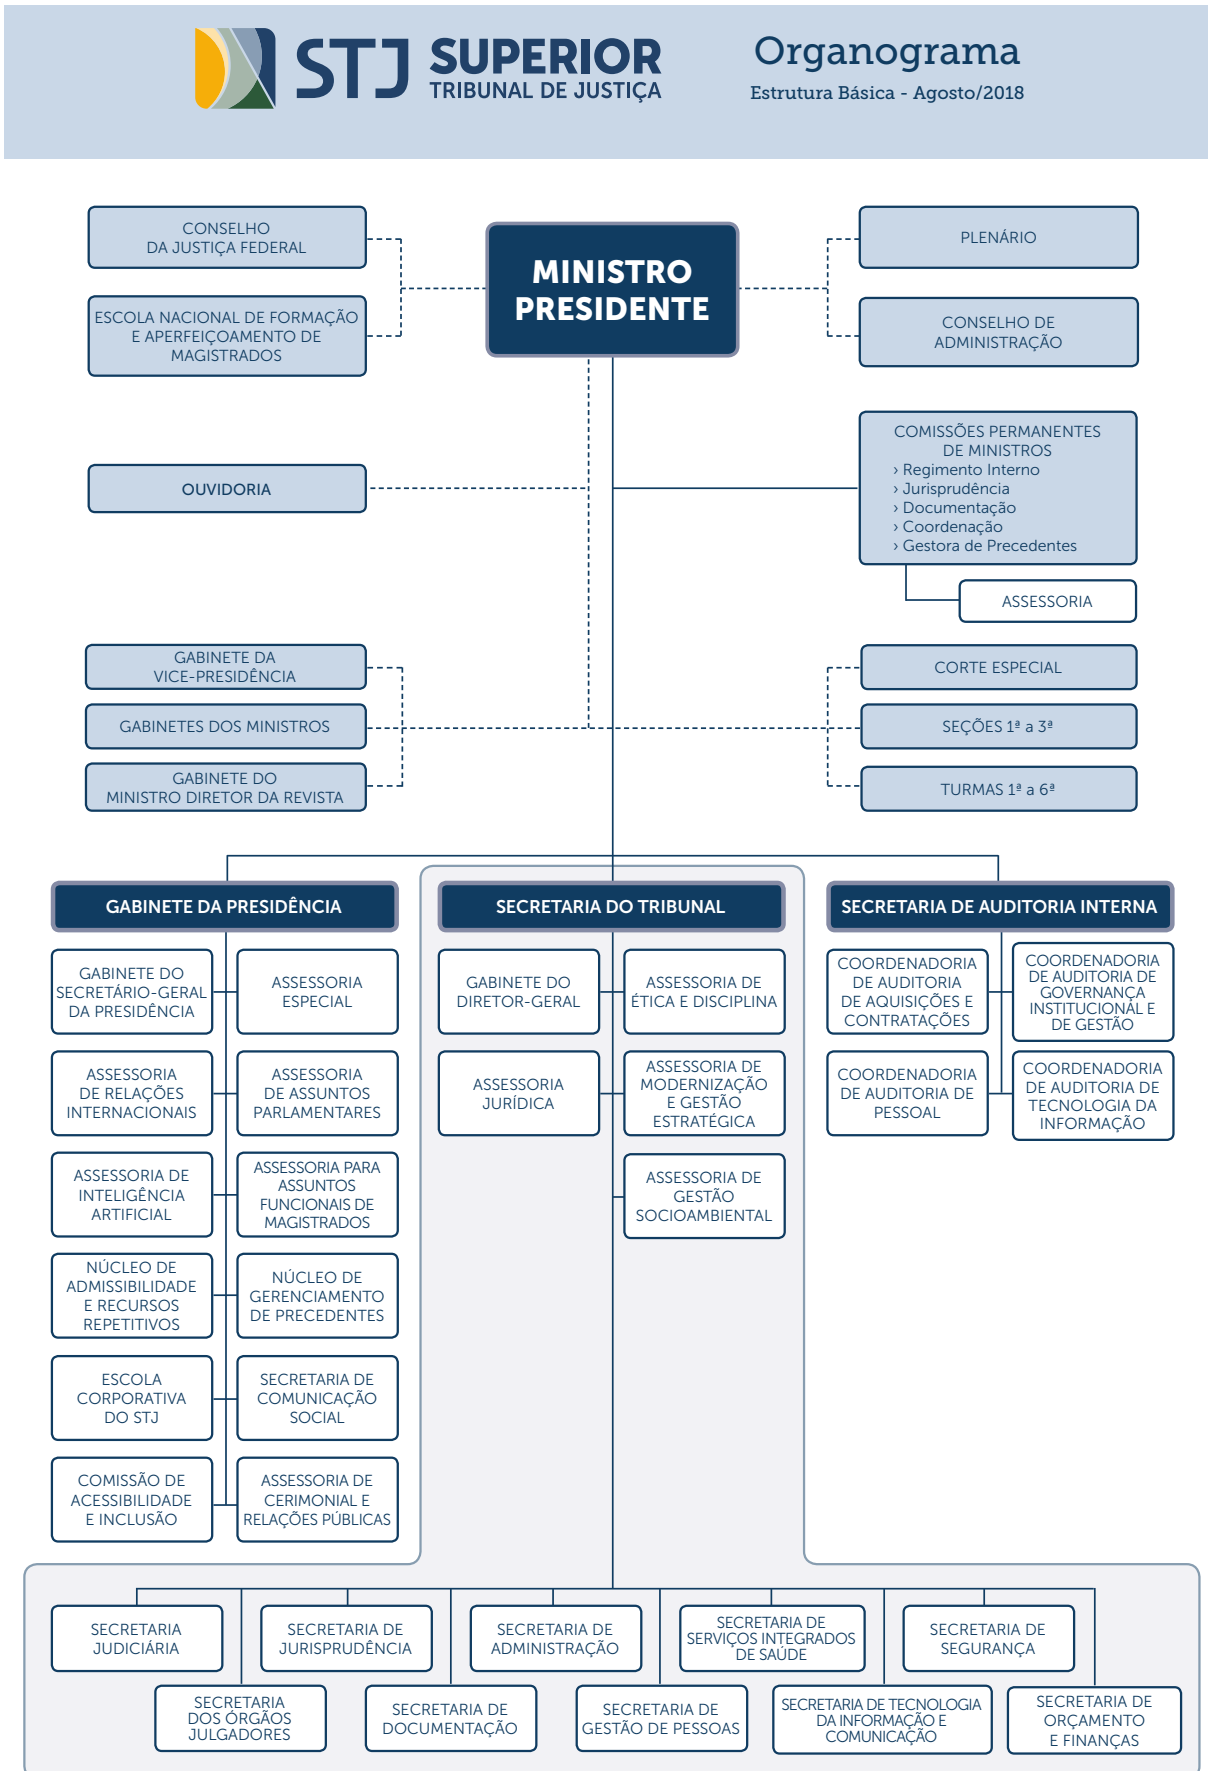 STJ SUPERIOR
TRIBUNAL DE JUSTIÇA
Organograma
Estrutura Básica - Agosto/2018
CONSELHO
DA JUSTIÇA FEDERAL
ESCOLA NACIONAL DE FORMAÇÃO
E APERFEIÇOAMENTO DE
MAGISTRADOS
MINISTRO
PRESIDENTE
PLENÁRIO
CONSELHO DE
ADMINISTRAÇÃO
OUVIDORIA
COMISSÕES PERMANENTES
DE MINISTROS
› Regimento Interno
› Jurisprudência
› Documentação
› Coordenação
› Gestora de Precedentes
ASSESSORIA
GABINETE DA
VICE-PRESIDÊNCIA
GABINETES DOS MINISTROS
GABINETE DO
MINISTRO DIRETOR DA REVISTA
CORTE ESPECIAL
SEÇÕES 1ª a 3ª
TURMAS 1ª a 6ª
GABINETE DA PRESIDÊNCIA
GABINETE DO
SECRETÁRIO-GERAL
DA PRESIDÊNCIA
ASSESSORIA
ESPECIAL
ASSESSORIA
DE RELAÇÕES
INTERNACIONAIS
ASSESSORIA
DE ASSUNTOS
PARLAMENTARES
ASSESSORIA DE
INTELIGÊNCIA
ARTIFICIAL
ASSESSORIA PARA
ASSUNTOS
FUNCIONAIS DE
MAGISTRADOS
NÚCLEO DE
ADMISSIBILIDADE
E RECURSOS
REPETITIVOS
NÚCLEO DE
GERENCIAMENTO
DE PRECEDENTES
ESCOLA
CORPORATIVA
DO STJ
SECRETARIA DE
COMUNICAÇÃO
SOCIAL
COMISSÃO DE
ACESSIBILIDADE
E INCLUSÃO
ASSESSORIA DE
CERIMONIAL E
RELAÇÕES PÚBLICAS
SECRETARIA DO TRIBUNAL
GABINETE DO
DIRETOR-GERAL
ASSESSORIA DE
ÉTICA E DISCIPLINA
ASSESSORIA
JURÍDICA
ASSESSORIA DE
MODERNIZAÇÃO
E GESTÃO
ESTRATÉGICA
ASSESSORIA DE
GESTÃO
SOCIOAMBIENTAL
SECRETARIA DE AUDITORIA INTERNA
COORDENADORIA
DE AUDITORIA
DE AQUISIÇÕES E
CONTRATAÇÕES
COORDENADORIA
DE AUDITORIA DE
GOVERNANÇA
INSTITUCIONAL E
DE GESTÃO
COORDENADORIA
DE AUDITORIA DE
PESSOAL
COORDENADORIA
DE AUDITORIA DE
TECNOLOGIA DA
INFORMAÇÃO
SECRETARIA
JUDICIÁRIA
SECRETARIA DE
JURISPRUDÊNCIA
SECRETARIA DE
ADMINISTRAÇÃO
SECRETARIA DE
SERVIÇOS INTEGRADOS
DE SAÚDE
SECRETARIA DE
SEGURANÇA
SECRETARIA
DOS ÓRGÃOS
JULGADORES
SECRETARIA DE
DOCUMENTAÇÃO
SECRETARIA DE
GESTÃO DE PESSOAS
SECRETARIA DE TECNOLOGIA
DA INFORMAÇÃO E
COMUNICAÇÃO
SECRETARIA DE
ORÇAMENTO
E FINANÇAS